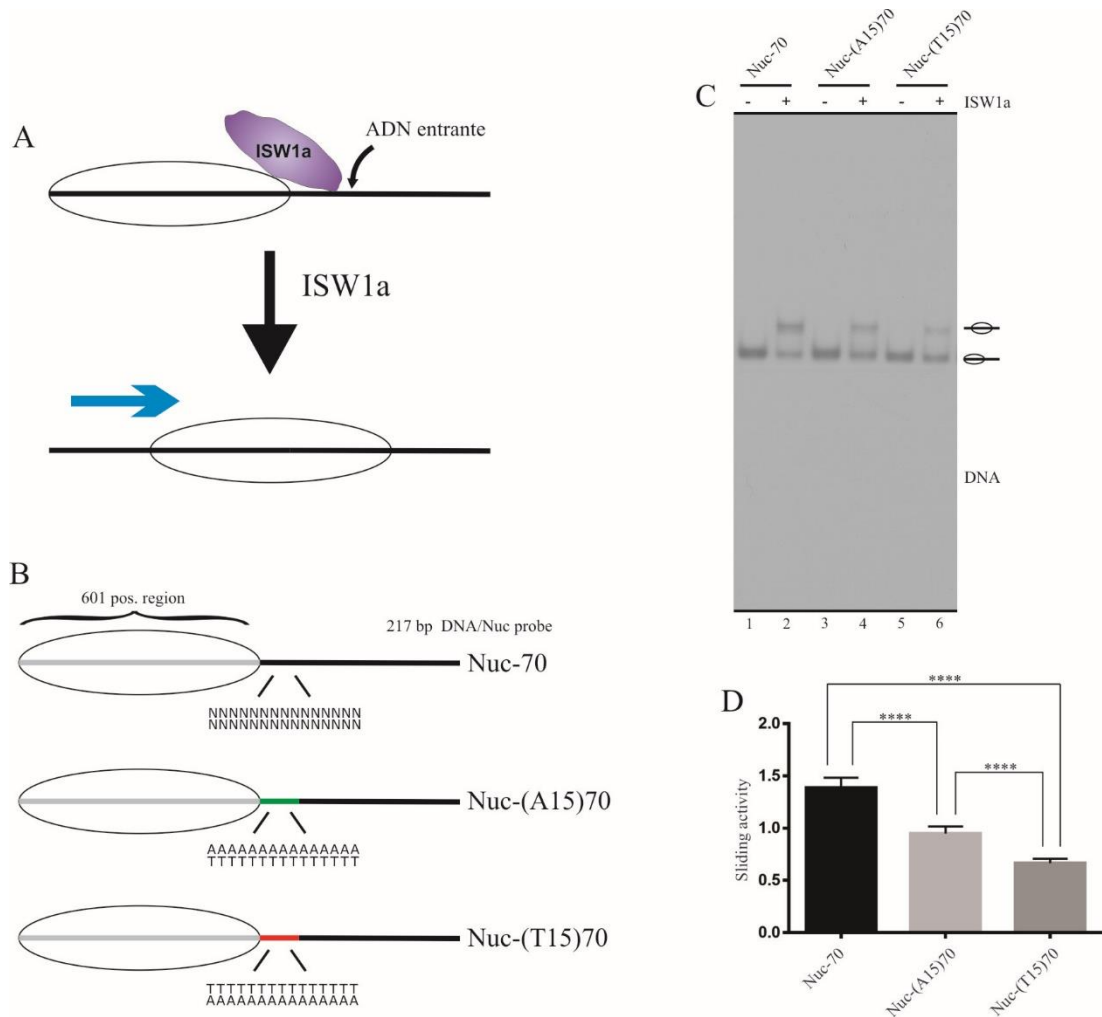 A
ISW1a
ADN entrante
ISW1a
B
601 pos. region
217 bp DNA/Nuc probe
Nuc-70
NNNNNNNNNNNNNNN
NNNNNNNNNNNNNNN
Nuc-(A15)70
AAAAAAAAAAAAAAA
TTTTTTTTTTTTTTT
Nuc-(T15)70
TTTTTTTTTTTTTTT
AAAAAAAAAAAAAAA
C
Nuc-70 Nuc-(A15)70 Nuc-(T15)70
- + - + - + ISW1a
DNA
1 2 3 4 5 6
D
****
**** ****
Sliding activity
2.0
1.5
1.0
0.5
0.0
Nuc-70 Nuc-(A15)70 Nuc-(T15)70